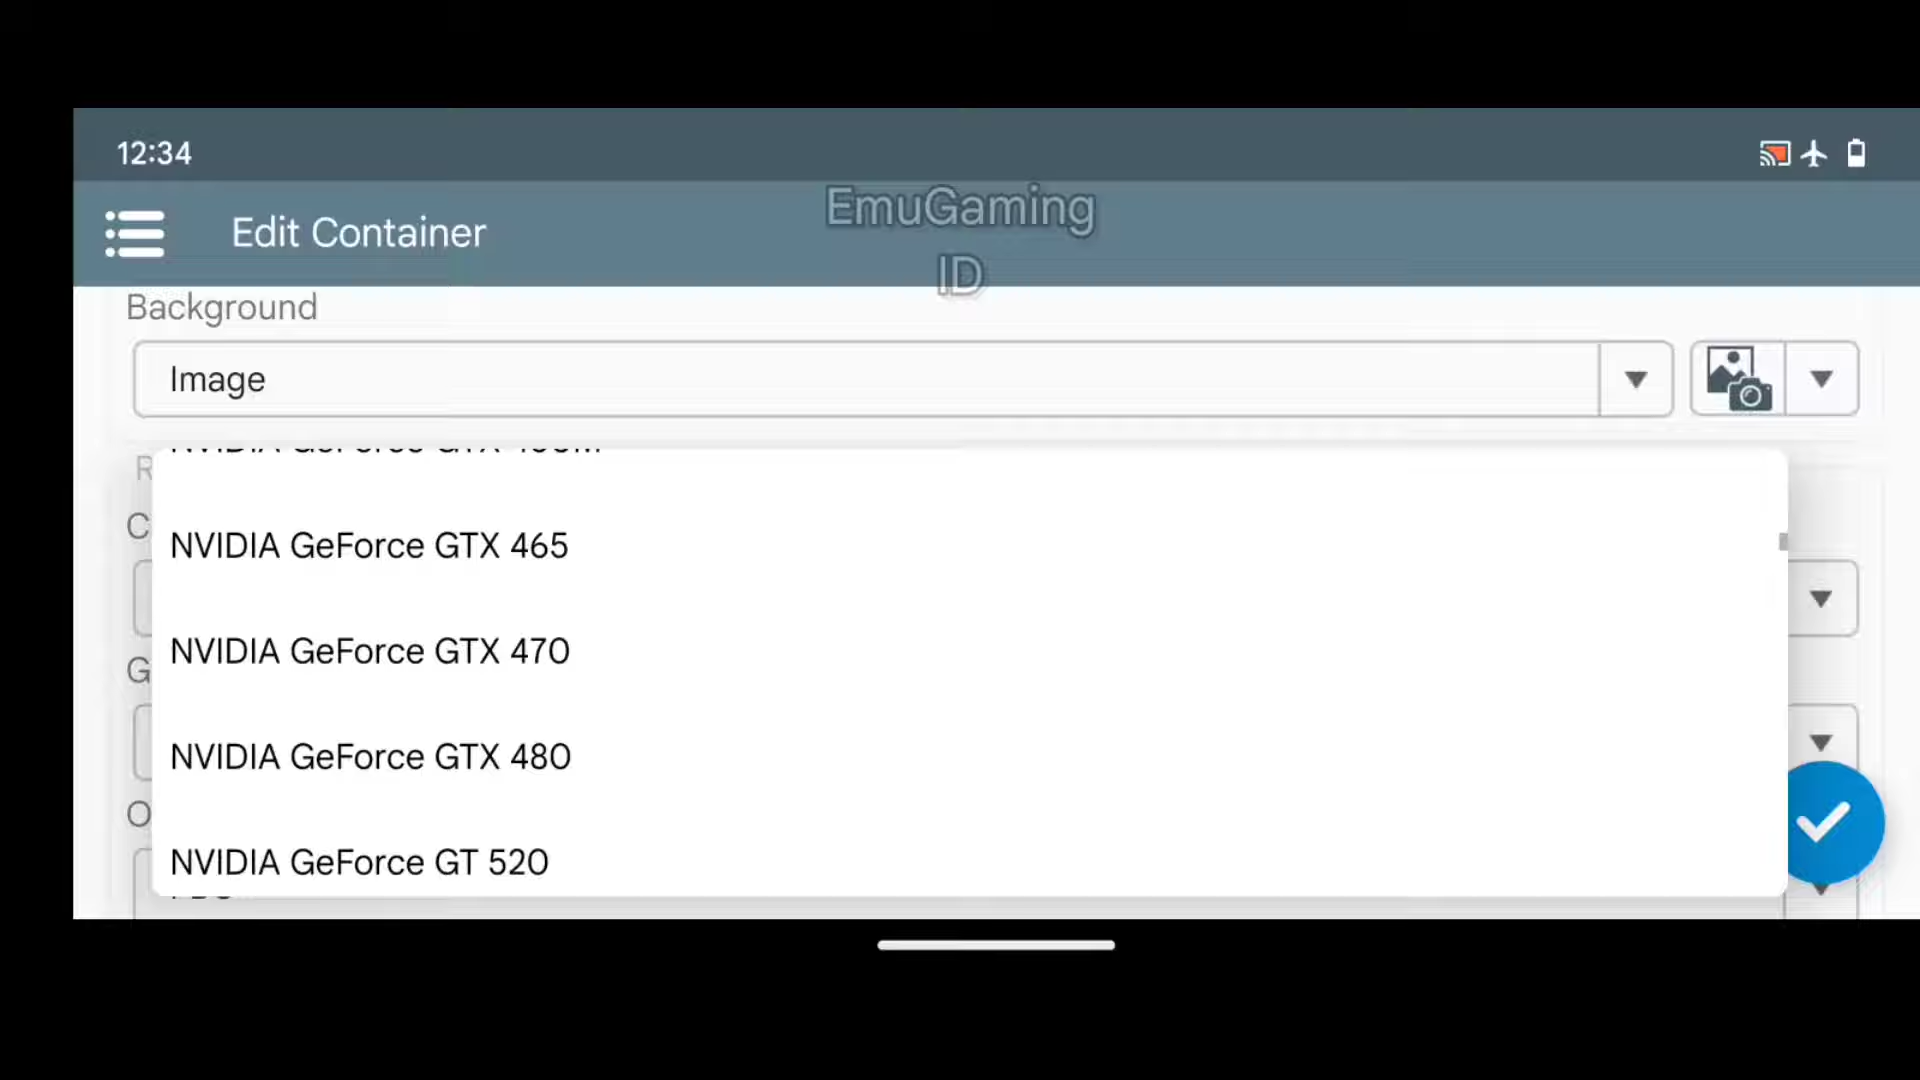 12:34
Edit Container
EmuGaming
ID
Background
Image
NVIDIA GeForce GTX 465
NVIDIA GeForce GTX 470
NVIDIA GeForce GTX 480
NVIDIA GeForce GT 520